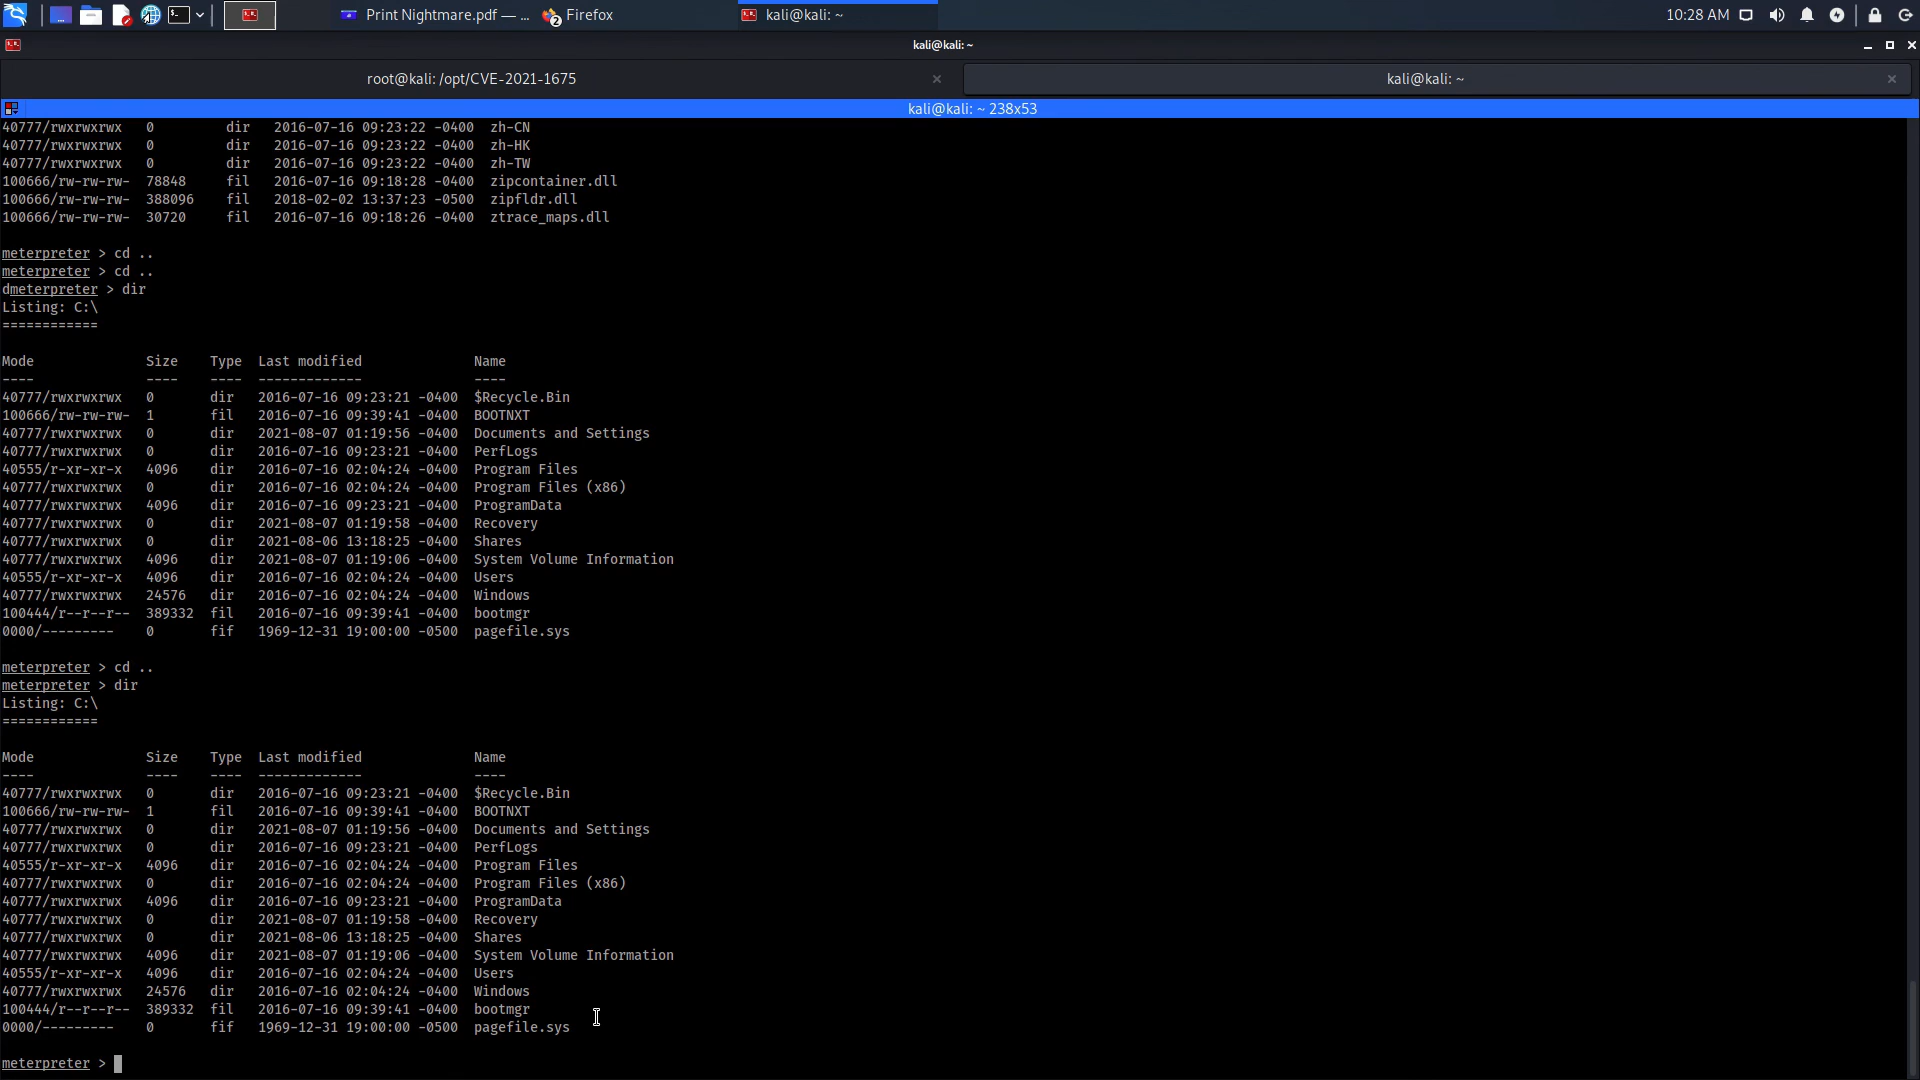 Print Nightmare.pdf — ...
2
Firefox
kali@kali: ~
10:28 AM
kali@kali: ~
root@kali: /opt/CVE-2021-1675
kali@kali: ~
kali@kali: ~ 238x53
40777/rwxrwxrwx   0         dir   2016-07-16 09:23:22 -0400  zh-CN
40777/rwxrwxrwx   0         dir   2016-07-16 09:23:22 -0400  zh-HK
40777/rwxrwxrwx   0         dir   2016-07-16 09:23:22 -0400  zh-TW
100666/rw-rw-rw-  78848     fil   2016-07-16 09:18:28 -0400  zipcontainer.dll
100666/rw-rw-rw-  388096    fil   2018-02-02 13:37:23 -0500  zipfldr.dll
100666/rw-rw-rw-  30720     fil   2016-07-16 09:18:26 -0400  ztrace_maps.dll
meterpreter > cd ..
meterpreter > cd ..
dmeterpreter > dir
Listing: C:\
============
Mode              Size    Type  Last modified              Name
----              ----    ----  -------------              ----
40777/rwxrwxrwx   0       dir   2016-07-16 09:23:21 -0400  $Recycle.Bin
100666/rw-rw-rw-  1       fil   2016-07-16 09:39:41 -0400  BOOTNXT
40777/rwxrwxrwx   0       dir   2021-08-07 01:19:56 -0400  Documents and Settings
40777/rwxrwxrwx   0       dir   2016-07-16 09:23:21 -0400  PerfLogs
40555/r-xr-xr-x   4096    dir   2016-07-16 02:04:24 -0400  Program Files
40777/rwxrwxrwx   0       dir   2016-07-16 02:04:24 -0400  Program Files (x86)
40777/rwxrwxrwx   4096    dir   2016-07-16 09:23:21 -0400  ProgramData
40777/rwxrwxrwx   0       dir   2021-08-07 01:19:58 -0400  Recovery
40777/rwxrwxrwx   0       dir   2021-08-06 13:18:25 -0400  Shares
40777/rwxrwxrwx   4096    dir   2021-08-07 01:19:06 -0400  System Volume Information
40555/r-xr-xr-x   4096    dir   2016-07-16 02:04:24 -0400  Users
40777/rwxrwxrwx   24576   dir   2016-07-16 02:04:24 -0400  Windows
100444/r--r--r--  389332  fil   2016-07-16 09:39:41 -0400  bootmgr
0000/---------    0       fif   1969-12-31 19:00:00 -0500  pagefile.sys
meterpreter > cd ..
meterpreter > dir
Listing: C:\
============
Mode              Size    Type  Last modified              Name
----              ----    ----  -------------              ----
40777/rwxrwxrwx   0       dir   2016-07-16 09:23:21 -0400  $Recycle.Bin
100666/rw-rw-rw-  1       fil   2016-07-16 09:39:41 -0400  BOOTNXT
40777/rwxrwxrwx   0       dir   2021-08-07 01:19:56 -0400  Documents and Settings
40777/rwxrwxrwx   0       dir   2016-07-16 09:23:21 -0400  PerfLogs
40555/r-xr-xr-x   4096    dir   2016-07-16 02:04:24 -0400  Program Files
40777/rwxrwxrwx   0       dir   2016-07-16 02:04:24 -0400  Program Files (x86)
40777/rwxrwxrwx   4096    dir   2016-07-16 09:23:21 -0400  ProgramData
40777/rwxrwxrwx   0       dir   2021-08-07 01:19:58 -0400  Recovery
40777/rwxrwxrwx   0       dir   2021-08-06 13:18:25 -0400  Shares
40777/rwxrwxrwx   4096    dir   2021-08-07 01:19:06 -0400  System Volume Information
40555/r-xr-xr-x   4096    dir   2016-07-16 02:04:24 -0400  Users
40777/rwxrwxrwx   24576   dir   2016-07-16 02:04:24 -0400  Windows
100444/r--r--r--  389332  fil   2016-07-16 09:39:41 -0400  bootmgr
0000/---------    0       fif   1969-12-31 19:00:00 -0500  pagefile.sys
meterpreter >